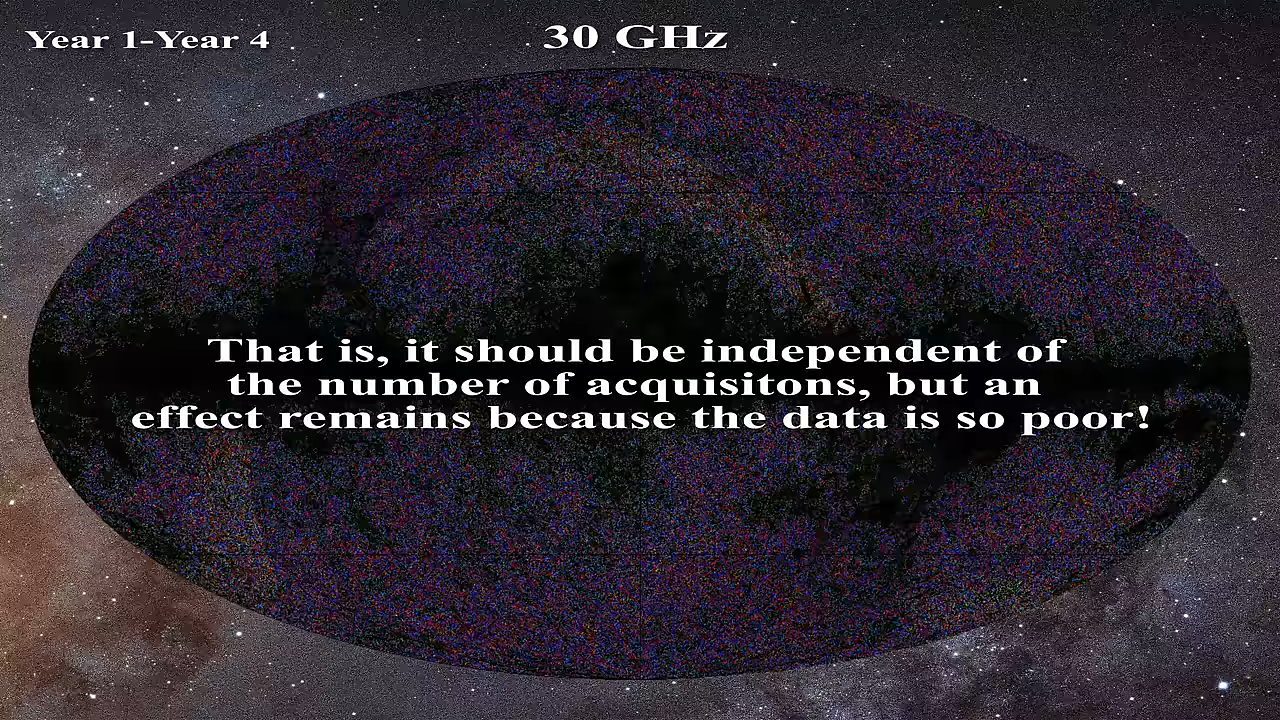 Year 1-Year 4
30 GHz
That is, it should be independent of
the number of acquisitons, but an
effect remains because the data is so poor!